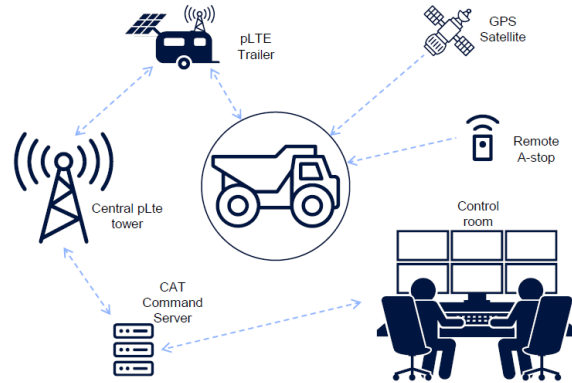 pLTE
Trailer
GPS
Satellite
Remote
A-stop
Central pLte
tower
Control
room
CAT
Command
Server